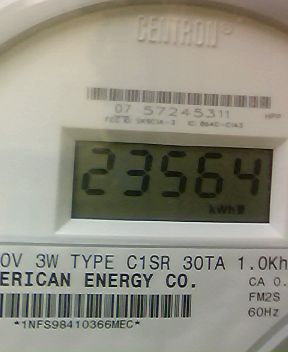 CENTRON®
07 57245311 HPP
23564
kWh
0V 3W TYPE C1SR 30TA 1.0Kh
ERICAN ENERGY CO. CA 0.
FM2S
60Hz
*1NFS98410366MEC*